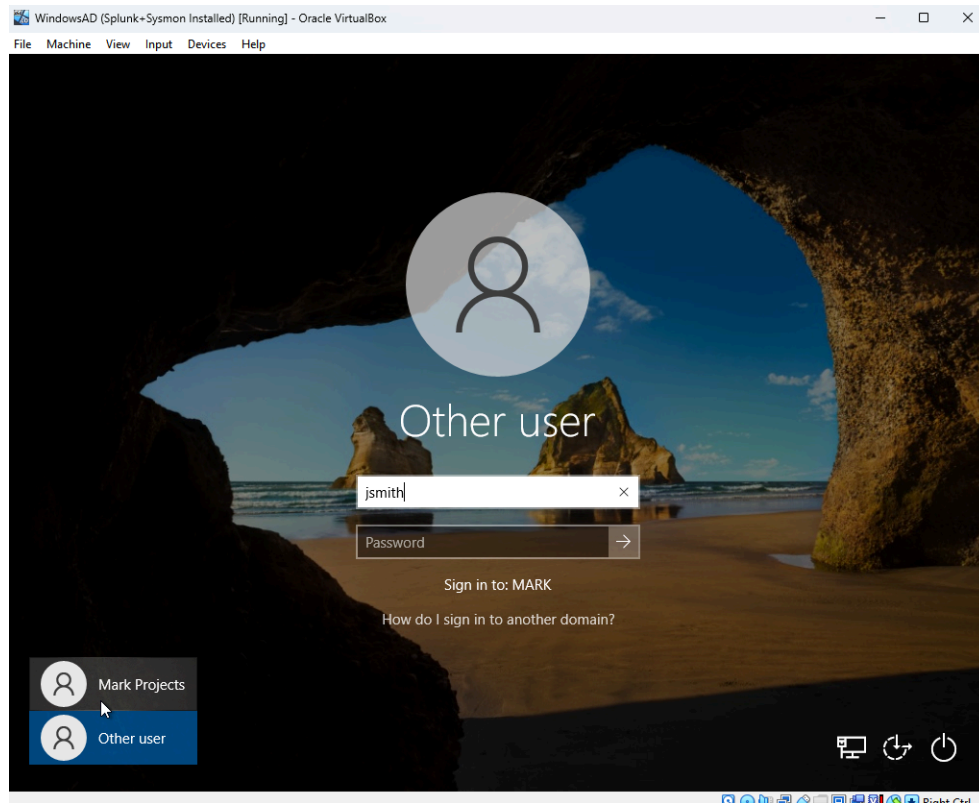 WindowsAD (Splunk+Sysmon Installed) [Running] - Oracle VirtualBox
File Machine View Input Devices Help
Other user
jsmith
Password
Sign in to: MARK
How do I sign in to another domain?
Mark Projects
Other user
Right Ctrl